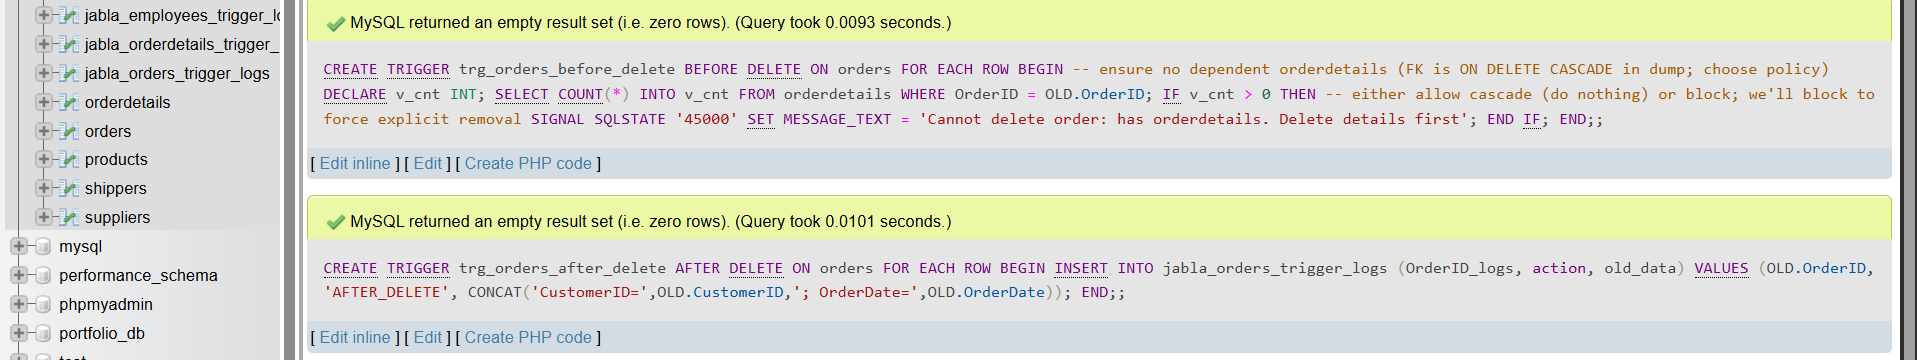 jabla_employees_trigger_lo
jabla_orderdetails_trigger_
jabla_orders_trigger_logs
orderdetails
orders
products
shippers
suppliers
mysql
performance_schema
phpmyadmin
portfolio_db
MySQL returned an empty result set (i.e. zero rows). (Query took 0.0093 seconds.)
CREATE TRIGGER trg_orders_before_delete BEFORE DELETE ON orders FOR EACH ROW BEGIN -- ensure no dependent orderdetails (FK is ON DELETE CASCADE in dump; choose policy)
DECLARE v_cnt INT; SELECT COUNT(*) INTO v_cnt FROM orderdetails WHERE OrderID = OLD.OrderID; IF v_cnt > 0 THEN -- either allow cascade (do nothing) or block; we'll block to
force explicit removal SIGNAL SQLSTATE '45000' SET MESSAGE_TEXT = 'Cannot delete order: has orderdetails. Delete details first'; END IF; END;;
[ Edit inline ] [ Edit ] [ Create PHP code ]
MySQL returned an empty result set (i.e. zero rows). (Query took 0.0101 seconds.)
CREATE TRIGGER trg_orders_after_delete AFTER DELETE ON orders FOR EACH ROW BEGIN INSERT INTO jabla_orders_trigger_logs (OrderID_logs, action, old_data) VALUES (OLD.OrderID,
'AFTER_DELETE', CONCAT('CustomerID=',OLD.CustomerID,'; OrderDate=',OLD.OrderDate)); END;;
[ Edit inline ] [ Edit ] [ Create PHP code ]